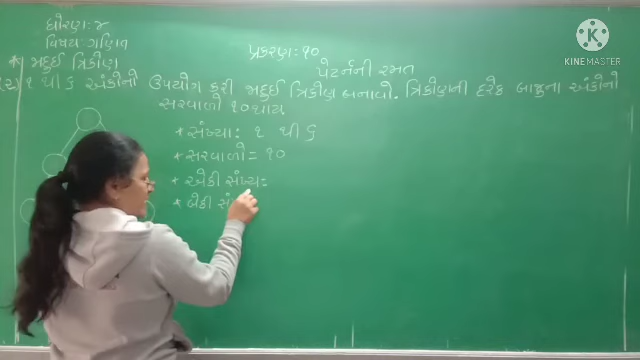 ધોરણ: ૪
વિષય ગણિત
પ્રકરણ: ૧૦
પેટર્નની રમત
* જાદુઈ ત્રિકોણ
(૨) ૧ થી ૬ અંકોનો ઉપયોગ કરી જાદુઈ ત્રિકોણ બનાવો. ત્રિકોણની દરેક બાજુના અંકોનો
સરવાળો ૧૦ થાય
* સંખ્યા: ૧ થી ૬
* સરવાળો = ૧૦
* એકી સંખ્ય=
* બેકી સં
KINEMASTER